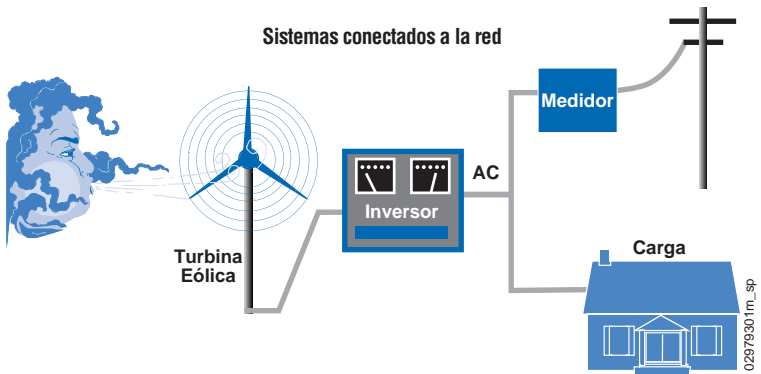 Sistemas conectados a la red
Medidor
AC
Inversor
Turbina
Eólica
Carga
02979301m_sp